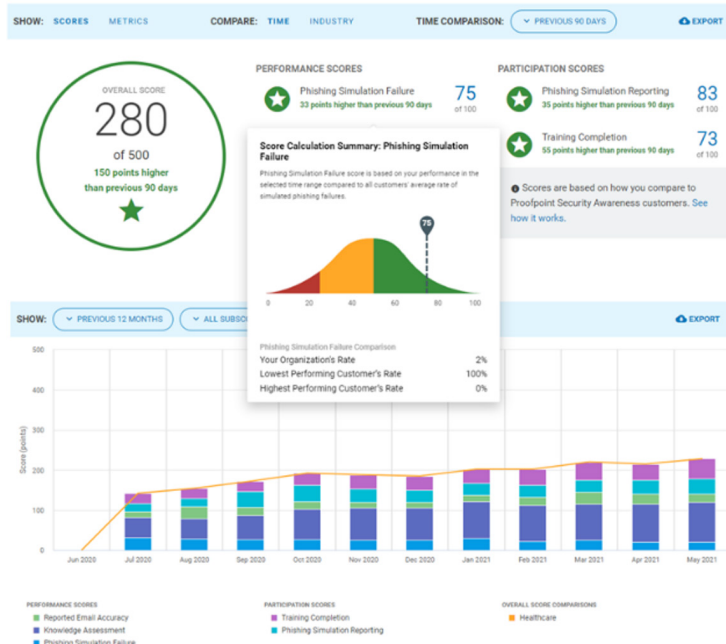 SHOW: SCORES METRICS COMPARE: TIME INDUSTRY TIME COMPARISON: PREVIOUS 90 DAYS EXPORT
OVERALL SCORE
280
of 500
150 points higher
than previous 90 days
PERFORMANCE SCORES
Phishing Simulation Failure 75
33 points higher than previous 90 days of 100
PARTICIPATION SCORES
Phishing Simulation Reporting 83
35 points higher than previous 90 days of 100
Training Completion 73
55 points higher than previous 90 days of 100
Scores are based on how you compare to
Proofpoint Security Awareness customers. See
how it works.
Score Calculation Summary: Phishing Simulation
Failure
Phishing Simulation Failure score is based on your performance in the
selected time range compared to all customers' average rate of
simulated phishing failures.
75
0 20 40 60 80 100
Phishing Simulation Failure Comparison
Your Organization's Rate 2%
Lowest Performing Customer's Rate 100%
Highest Performing Customer's Rate 0%
SHOW: PREVIOUS 12 MONTHS ALL SUBSC EXPORT
Score (points)
500
400
300
200
100
0
Jun 2020 Jul 2020 Aug 2020 Sep 2020 Oct 2020 Nov 2020 Dec 2020 Jan 2021 Feb 2021 Mar 2021 Apr 2021 May 2021
PERFORMANCE SCORES
Reported Email Accuracy
Knowledge Assessment
Phishing Simulation Failure
PARTICIPATION SCORES
Training Completion
Phishing Simulation Reporting
OVERALL SCORE COMPARISONS
Healthcare